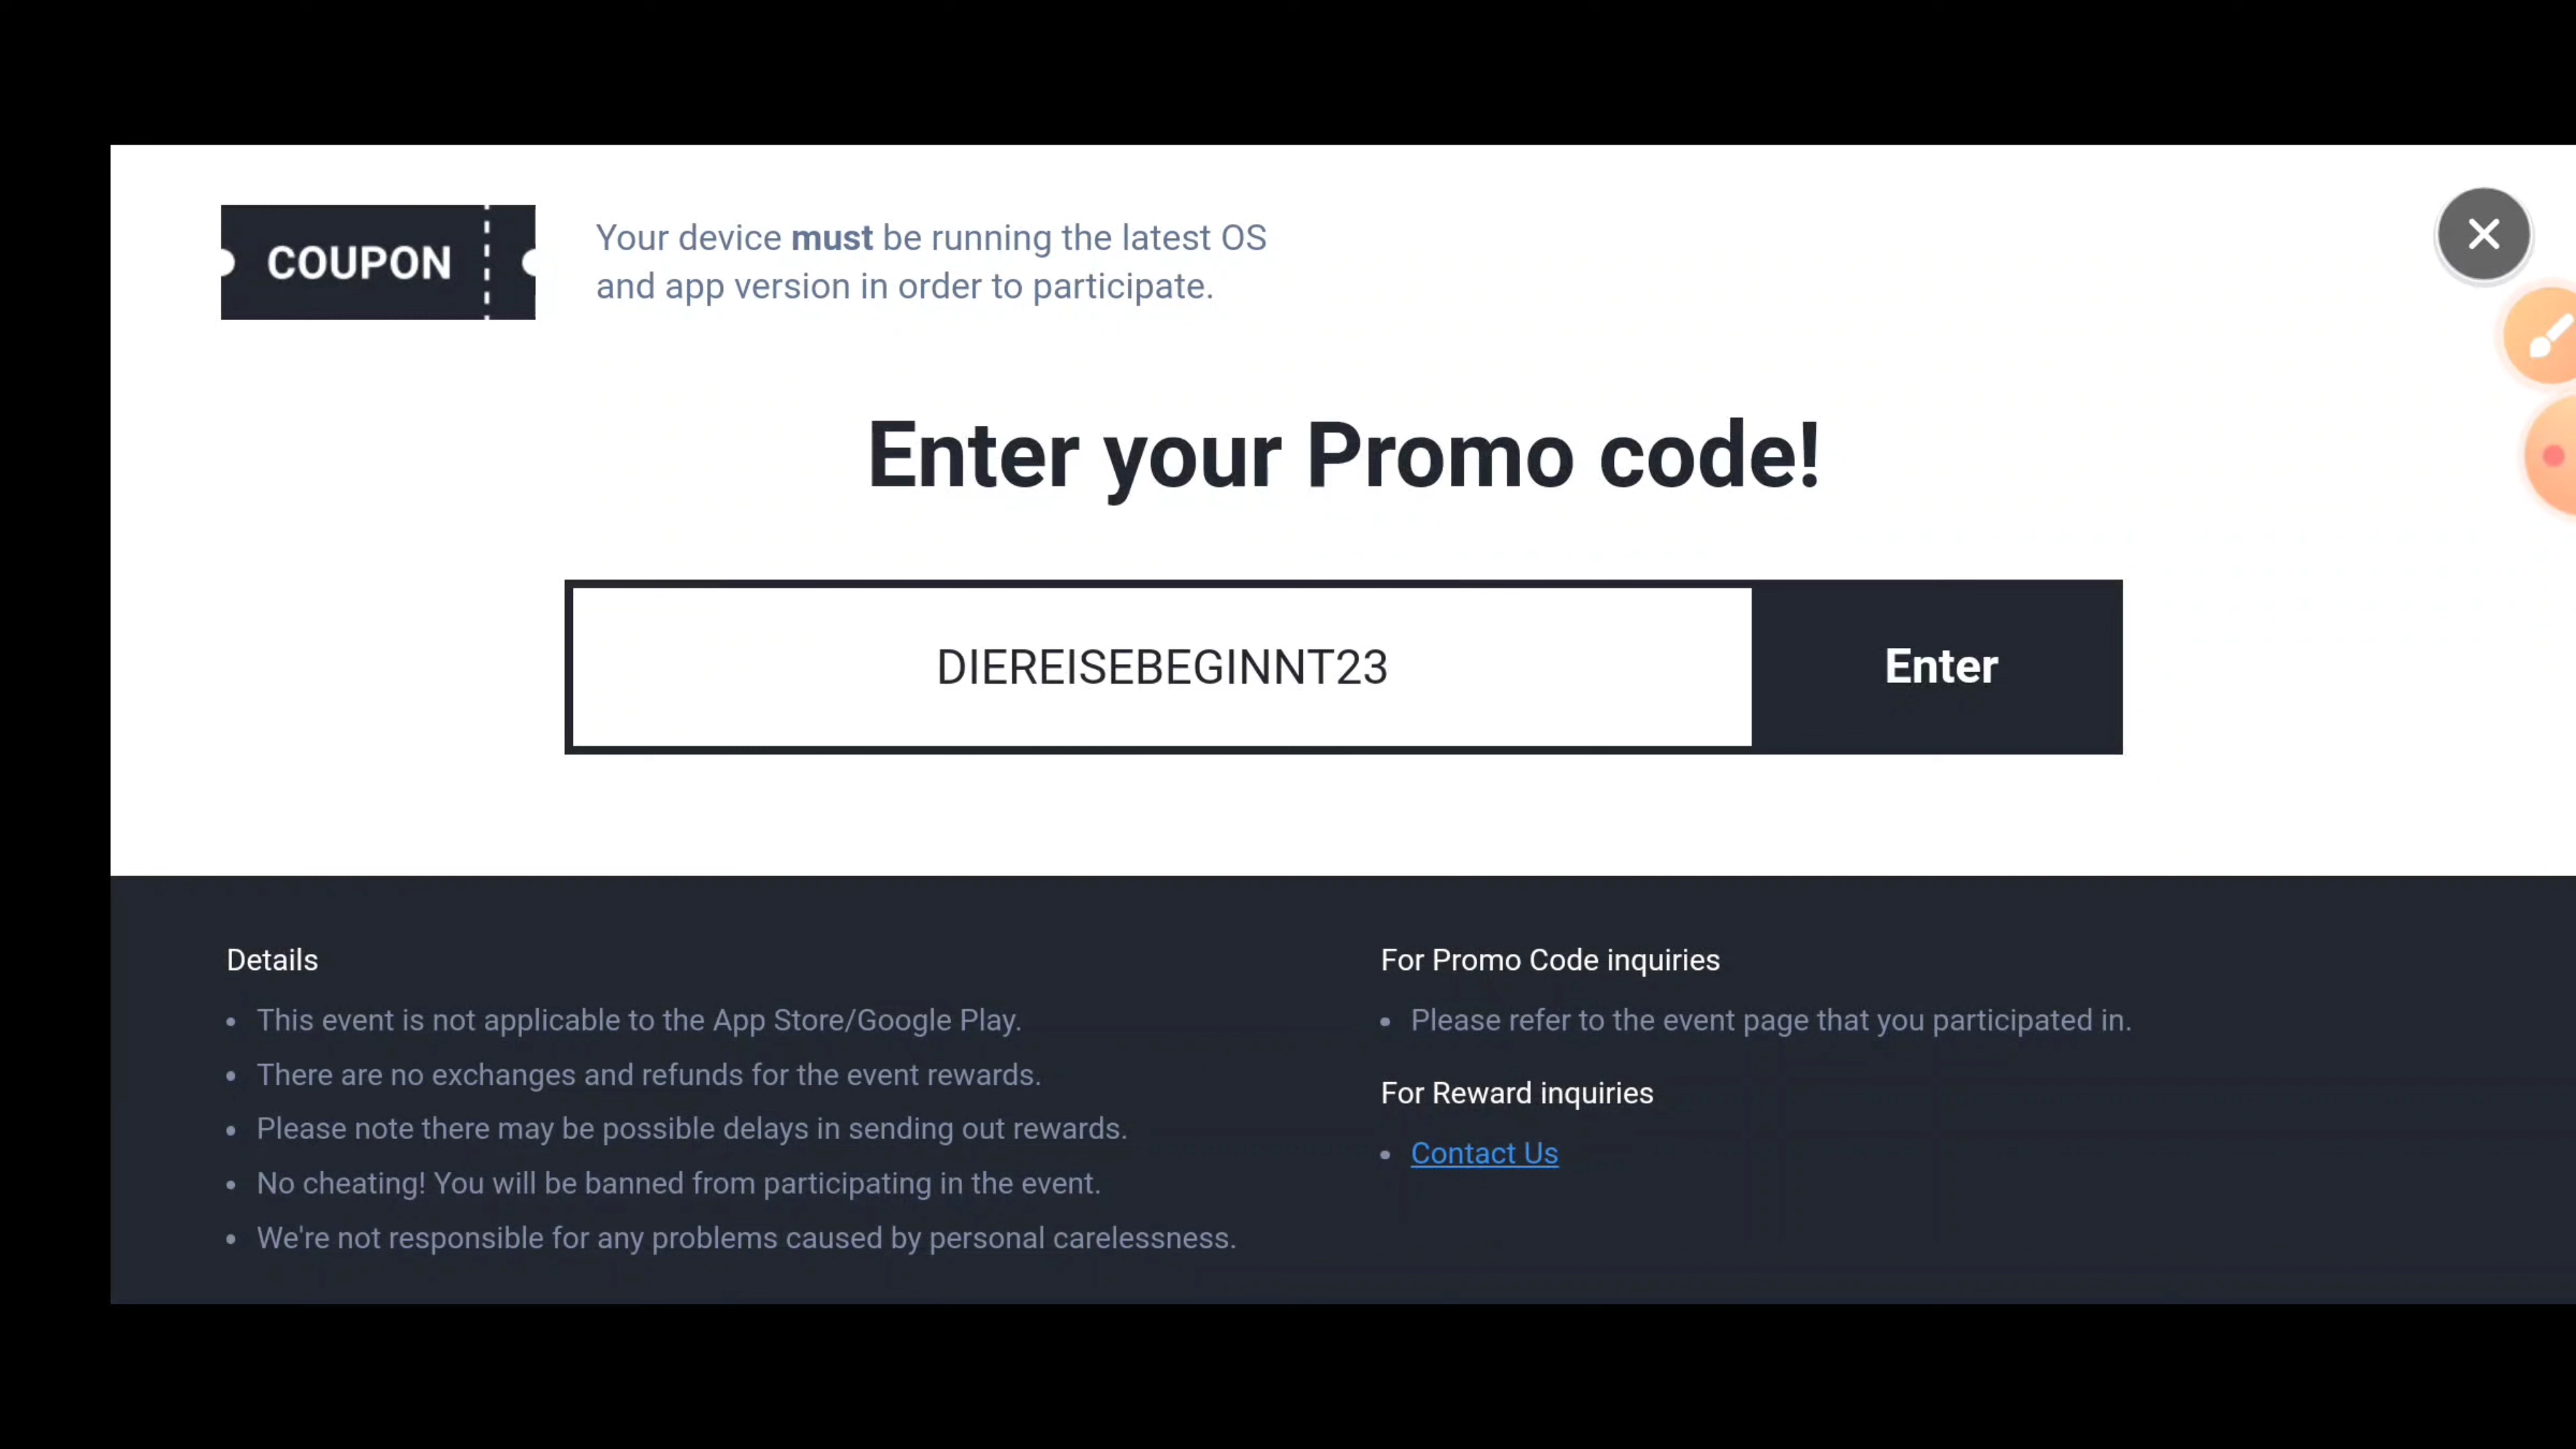 COUPON
Your device must be running the latest OS
and app version in order to participate.
Enter your Promo code!
DIEREISEBEGINNT23
Enter
Details
• This event is not applicable to the App Store/Google Play.
• There are no exchanges and refunds for the event rewards.
• Please note there may be possible delays in sending out rewards.
• No cheating! You will be banned from participating in the event.
• We're not responsible for any problems caused by personal carelessness.
For Promo Code inquiries
• Please refer to the event page that you participated in.
For Reward inquiries
• Contact Us